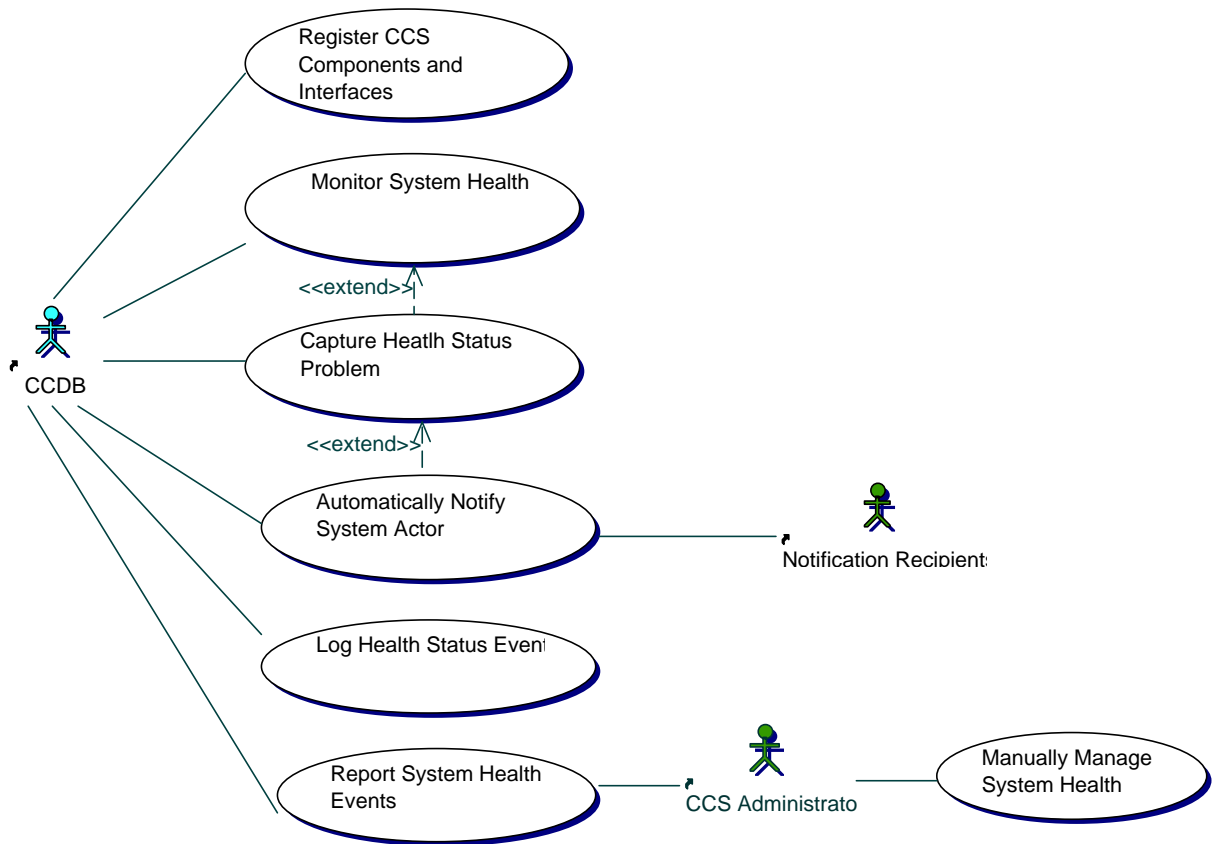 Register CCS
Components and
Interfaces
Monitor System Health
<<extend>>
Capture Heatlh Status
Problem
CCDB
<<extend>>
Automatically Notify
System Actor
Notification Recipients
Log Health Status Event
Report System Health
Events
CCS Administrato
Manually Manage
System Health